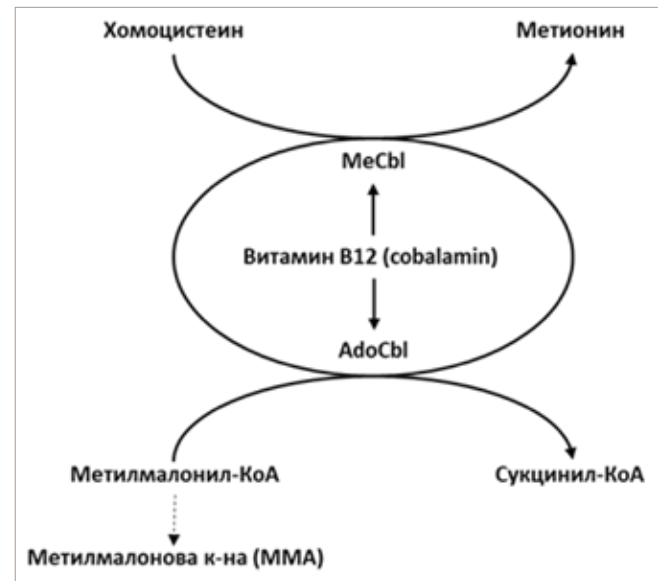 Хомоцистеин
Метионин
MeCbl
Витамин B12 (cobalamin)
AdoCbl
Метилмалонил-КоА
Сукцинил-КоА
Метилмалонова к-на (ММА)